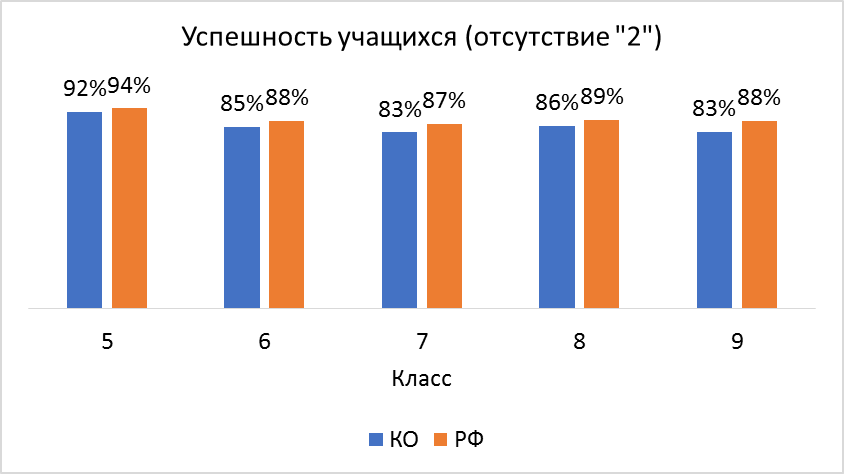 Успешность учащихся (отсутствие "2")
92% 94% 85% 88% 83% 87% 86% 89% 83% 88%
5 6 7 8 9
Класс
КО РФ